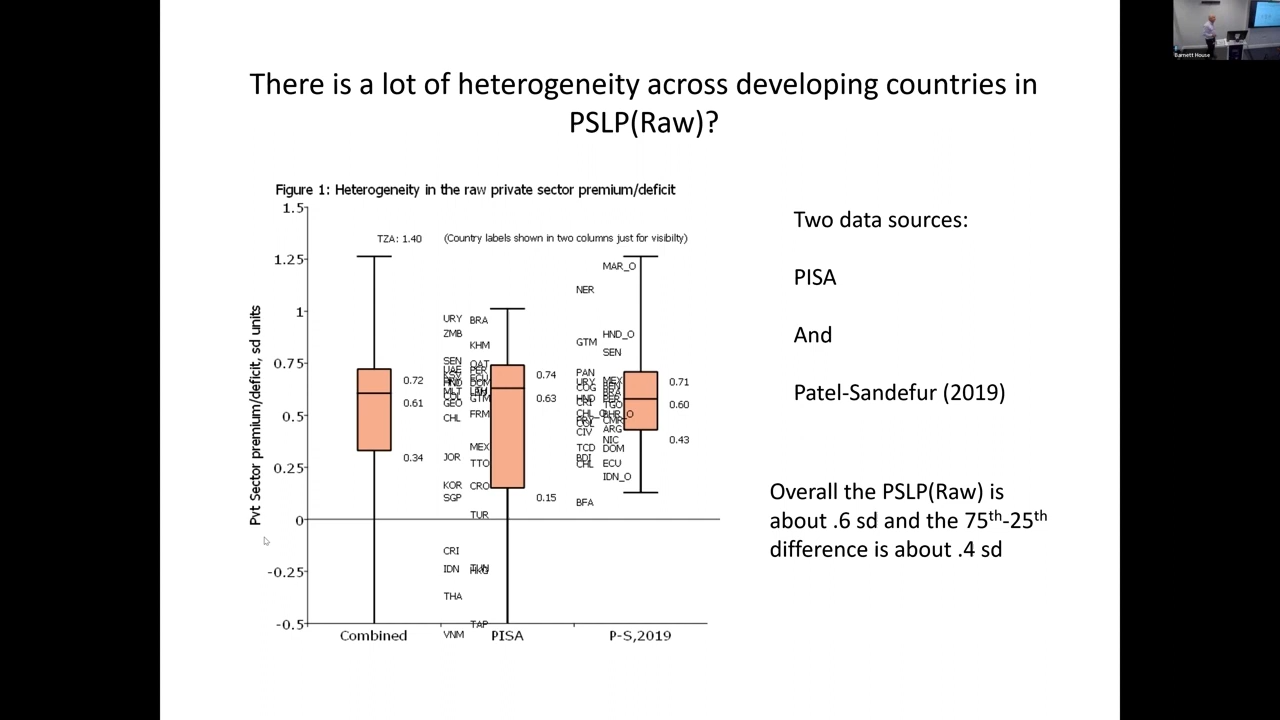 There is a lot of heterogeneity across developing countries in
PSLP(Raw)?
Figure 1: Heterogeneity in the raw private sector premium/deficit
Pvt Sector premium/deficit, sd units
1.5
1.25
1
0.75
0.5
0.25
0
-0.25
-0.5
TZA: 1.40
(Country labels shown in two columns just for visibilty)
0.72
0.61
0.34
URY
BRA
ZMB
KHM
SEN
QAT
PER
DOM
GEO
GTM
CHL
FRM
MEX
JOR
TTO
KOR
CRO
SGP
TUR
CRI
IDN
THA
TAP
VNM
0.74
0.63
0.15
MAR_O
NER
HND_O
GTM
SEN
PAN
MEX
URY
COG
HND
TGO
CHL_O
BHR_O
CMR
ARG
CIV
NIC
TCD
DOM
BDI
CHL
ECU
IDN_O
BFA
0.71
0.60
0.43
Combined
PISA
P-S,2019
Two data sources:
PISA
And
Patel-Sandefur (2019)
Overall the PSLP(Raw) is
about .6 sd and the 75th-25th
difference is about .4 sd
Barnett House